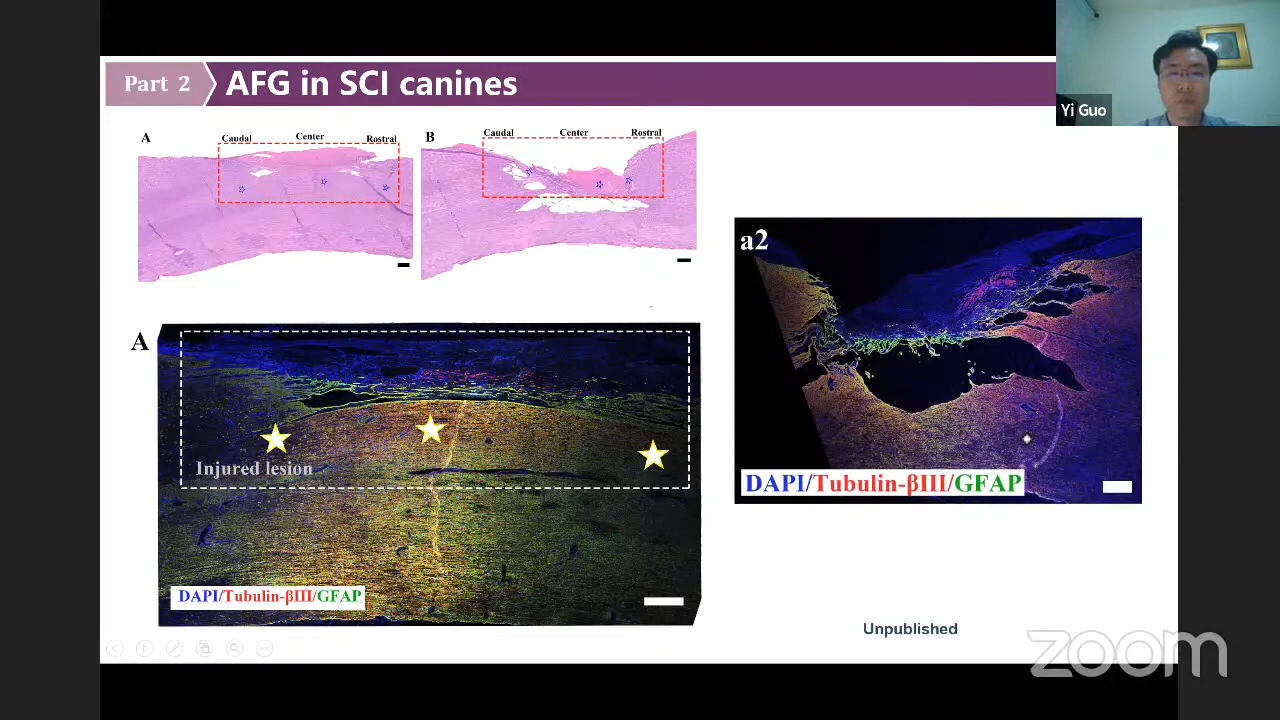 Part 2
AFG in SCI canines
Yi Guo
A
Caudal
Center
Rostral
B
Caudal
Center
Rostral
a2
DAPI/Tubulin-βIII/GFAP
A
Injured lesion
DAPI/Tubulin-βIII/GFAP
Unpublished
zoom